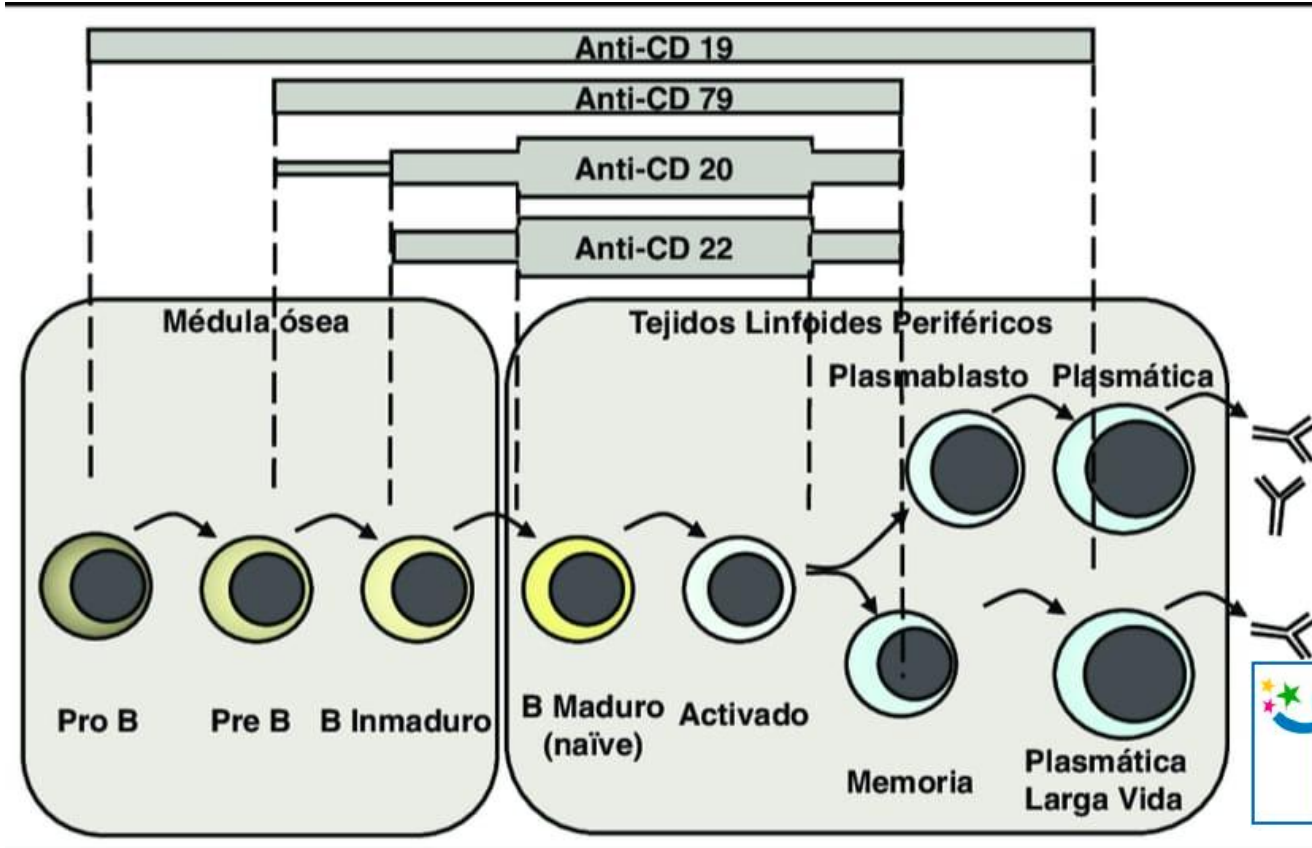 Anti-CD 19
Anti-CD 79
Anti-CD 20
Anti-CD 22
Médula ósea
Tejidos Linfoides Periféricos
Plasmablasto
Plasmática
Pro B
Pre B
B Inmaduro
B Maduro
(naïve)
Activado
Memoria
Plasmática
Larga Vida